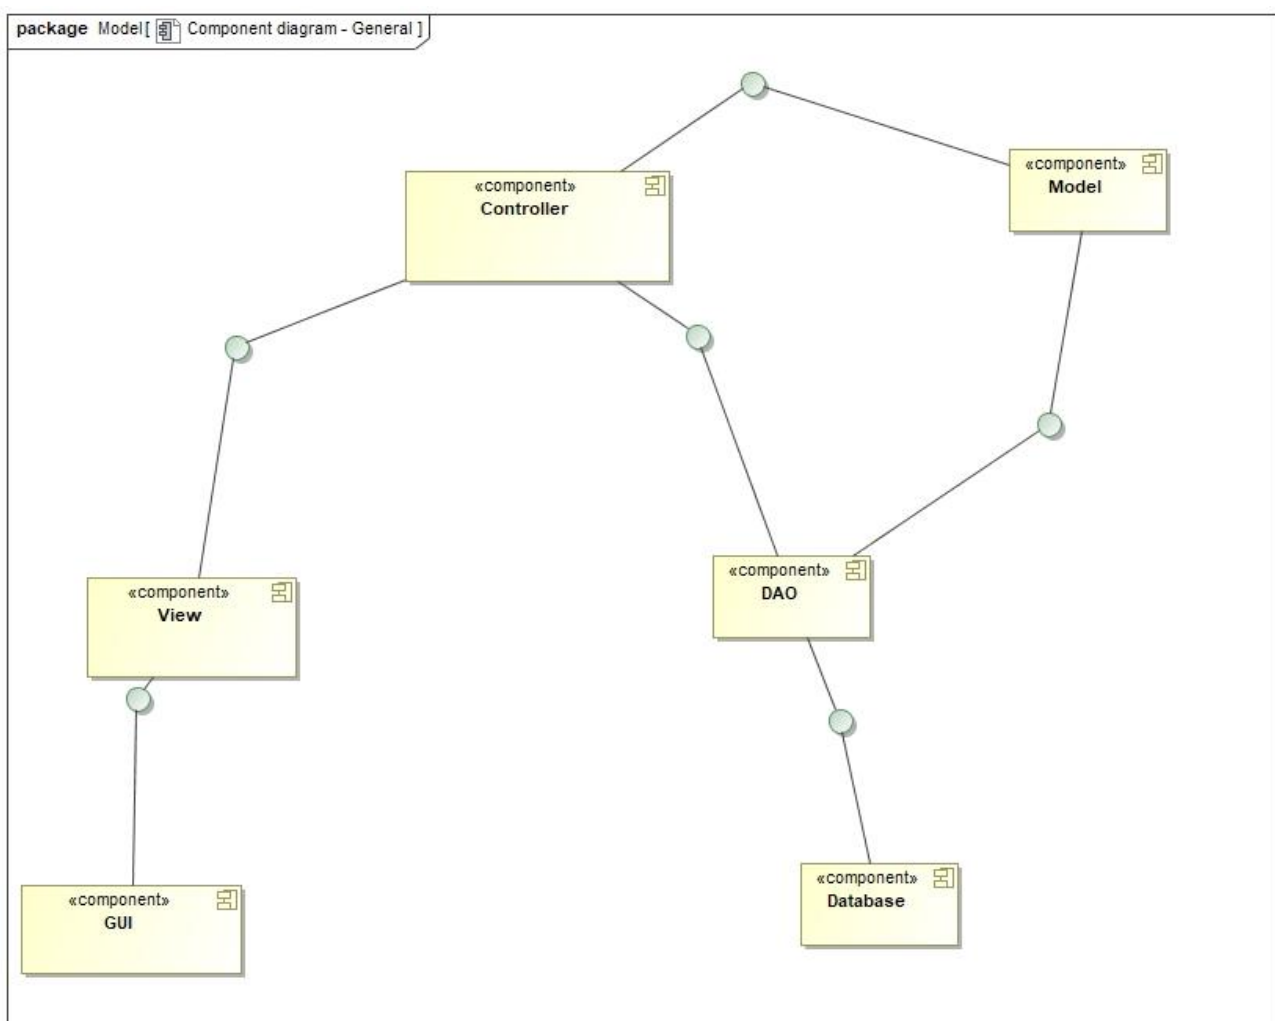 package Model[ Component diagram - General ]
«component»
Model
«component»
Controller
«component»
DAO
«component»
View
«component»
Database
«component»
GUI